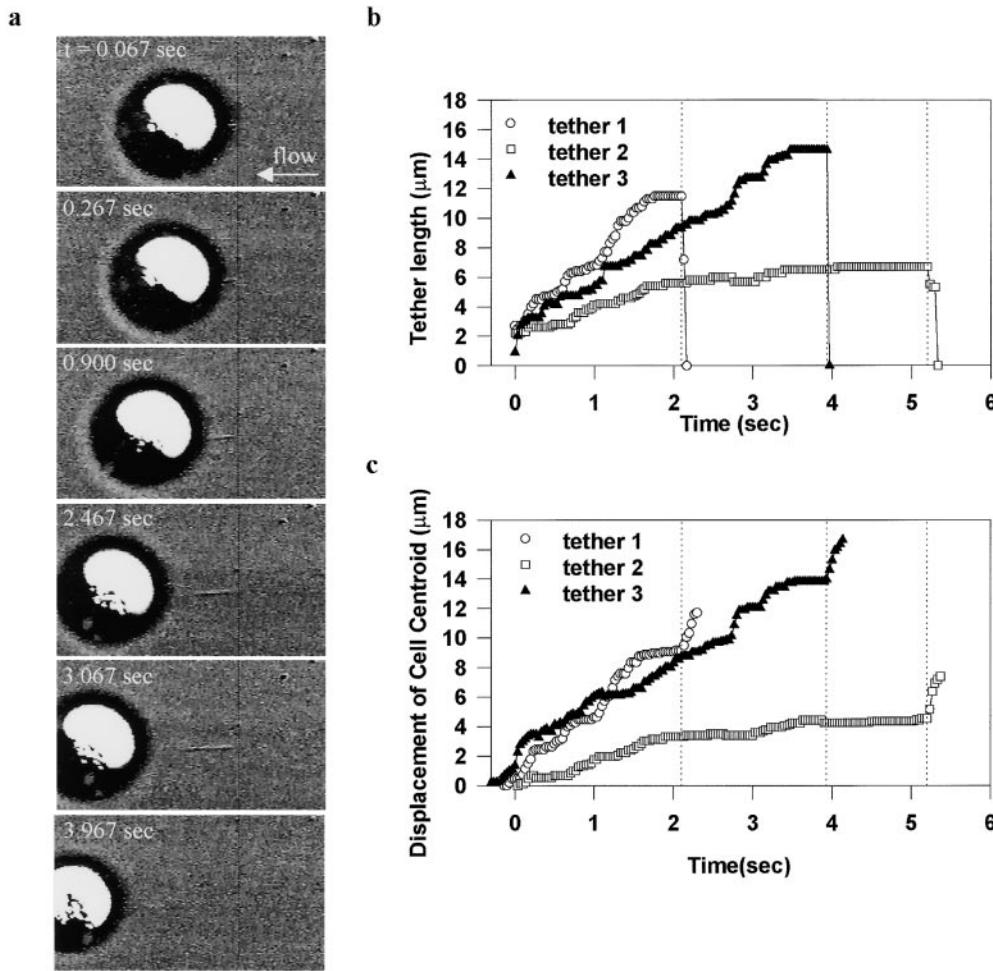 a
t = 0.067 sec
flow
0.267 sec
0.900 sec
2.467 sec
3.067 sec
3.967 sec
b
Tether length (μm)
18
16
14
12
10
8
6
4
2
0
tether 1
tether 2
tether 3
0 1 2 3 4 5 6
Time (sec)
c
Displacement of Cell Centroid (μm)
18
16
14
12
10
8
6
4
2
0
tether 1
tether 2
tether 3
0 1 2 3 4 5 6
Time(sec)